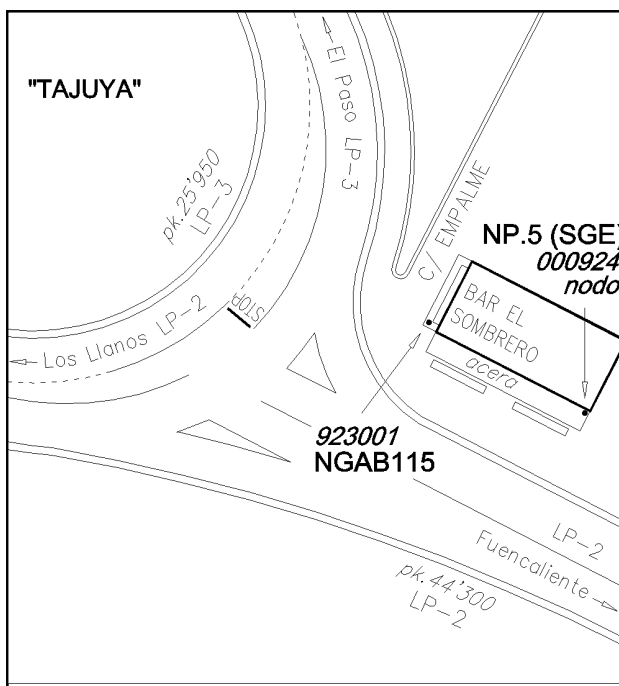 "TAJUYA"
El Paso LP-3
pk.25'950
LP-3
C/ EMPALME
NP.5 (SGE)
000924
nodo
BAR EL
SOMBRERO
acera
STOP
Los Llanos LP-2
923001
NGAB115
LP-2
Fuencaliente
pk.44'300
LP-2